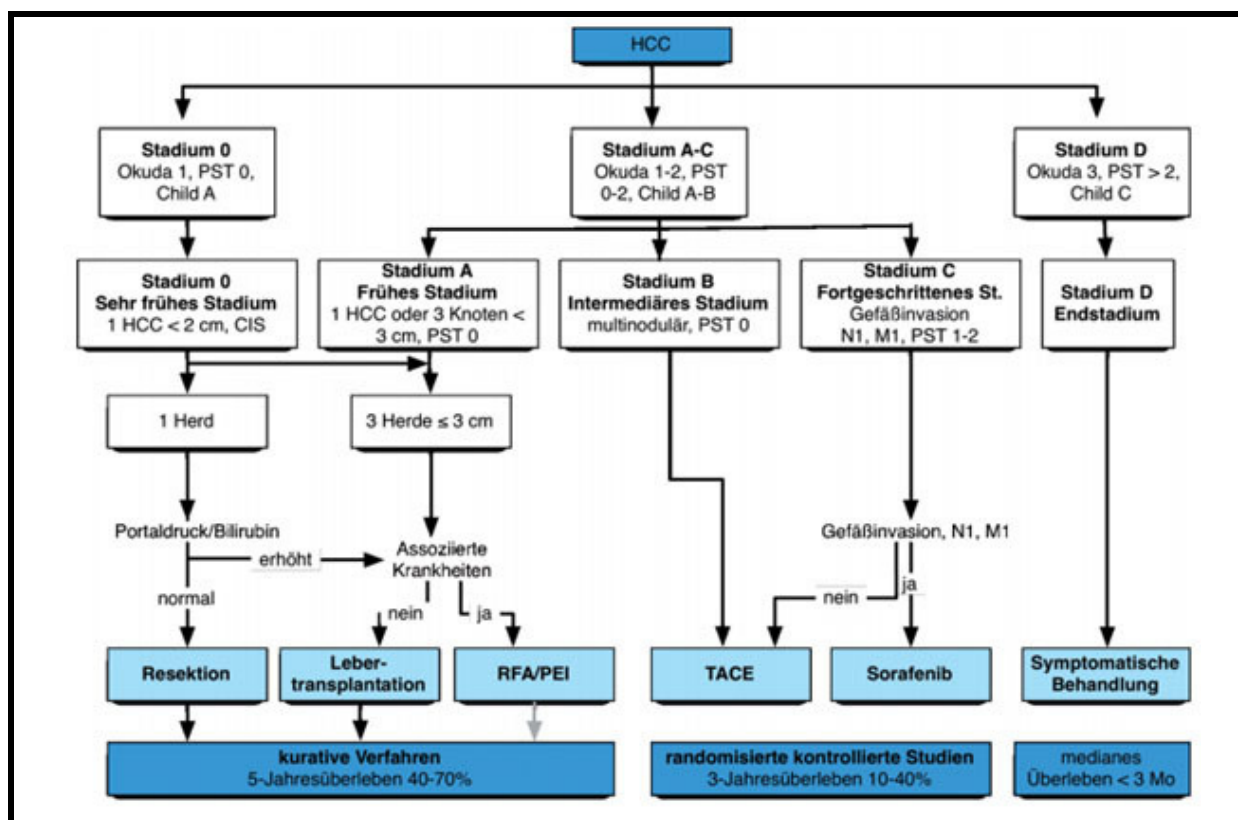 HCC
Stadium 0
Okuda 1, PST 0,
Child A
Stadium A-C
Okuda 1-2, PST
0-2, Child A-B
Stadium D
Okuda 3, PST > 2,
Child C
Stadium 0
Sehr frühes Stadium
1 HCC < 2 cm, CIS
Stadium A
Frühes Stadium
1 HCC oder 3 Knoten <
3 cm, PST 0
Stadium B
Intermediäres Stadium
multinodulär, PST 0
Stadium C
Fortgeschrittenes St.
Gefäßinvasion
N1, M1, PST 1-2
Stadium D
Endstadium
1 Herd
3 Herde ≤ 3 cm
Portaldruck/Bilirubin
erhöht
normal
Assoziierte
Krankheiten
nein
ja
Gefäßinvasion, N1, M1
nein
ja
Resektion
Leber-
transplantation
RFA/PEI
TACE
Sorafenib
Symptomatische
Behandlung
kurative Verfahren
5-Jahresüberleben 40-70%
randomisierte kontrollierte Studien
3-Jahresüberleben 10-40%
medianes
Überleben < 3 Mo